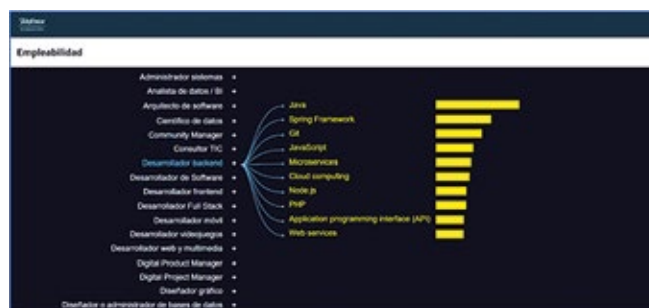 Empleabilidad
Administrador sistemas
Analista de datos / BI
Arquitecto de software
Científico de datos
Community Manager
Consultor TIC
Desarrollador backend
Desarrollador de Software
Desarrollador frontend
Desarrollador Full Stack
Desarrollador móvil
Desarrollador videojuegos
Desarrollador web y multimedia
Digital Product Manager
Digital Project Manager
Diseñador gráfico
Diseñador o administrador de bases de datos
Java
Spring Framework
Git
JavaScript
Microservices
Cloud computing
Node.js
PHP
Application programming interface (API)
Web services